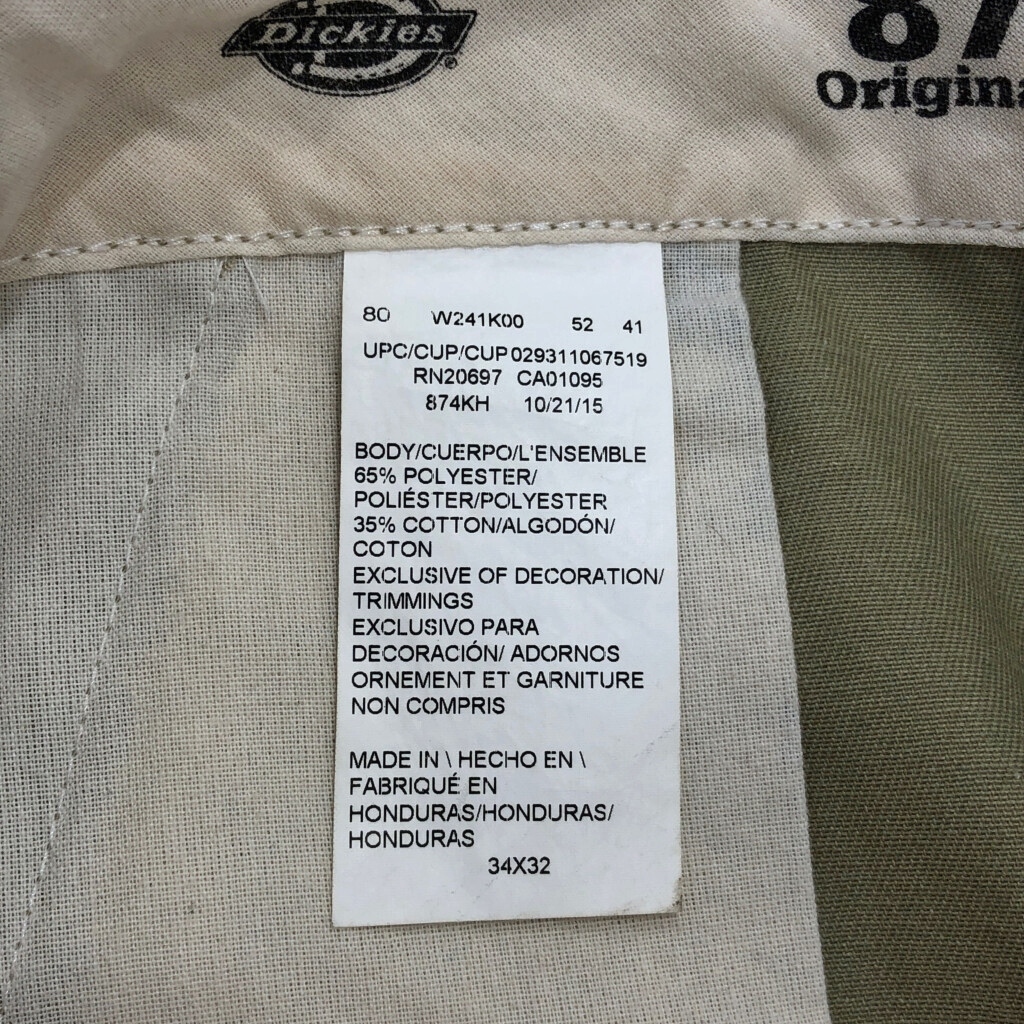 Dickies®
87
Origina
80 W241K00 52 41
UPC/CUP/CUP 029311067519
RN20697 CA01095
874KH 10/21/15
BODY/CUERPO/L'ENSEMBLE
65% POLYESTER/
POLIÉSTER/POLYESTER
35% COTTON/ALGODÓN/
COTON
EXCLUSIVE OF DECORATION/
TRIMMINGS
EXCLUSIVO PARA
DECORACIÓN/ ADORNOS
ORNEMENT ET GARNITURE
NON COMPRIS
MADE IN \ HECHO EN \
FABRIQUÉ EN
HONDURAS/HONDURAS/
HONDURAS
34X32